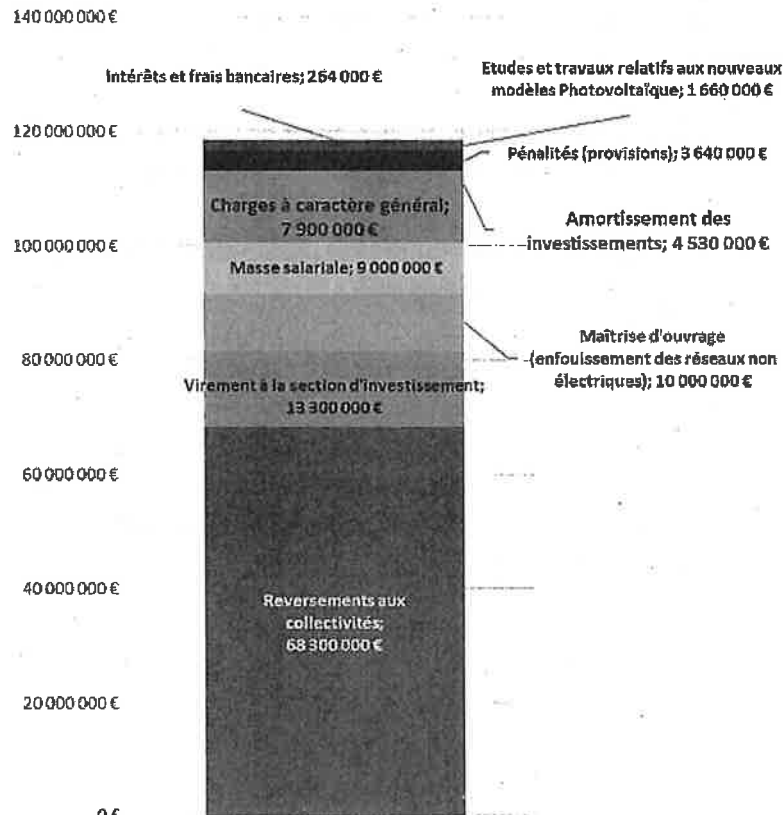 140 000 000 €
Intérêts et frais bancaires; 264 000 €
Etudes et travaux relatifs aux nouveaux
modèles Photovoltaïque; 1 660 000 €
120 000 000 €
Pénalités (provisions); 3 640 000 €
Charges à caractère général;
7 900 000 €
Amortissement des
investissements; 4 530 000 €
100 000 000 €
Masse salariale; 9 000 000 €
Maîtrise d'ouvrage
(enfouissement des réseaux non
électriques); 10 000 000 €
80 000 000 €
Virement à la section d'investissement;
13 300 000 €
60 000 000 €
40 000 000 €
Reversements aux
collectivités;
68 300 000 €
20 000 000 €
0 €